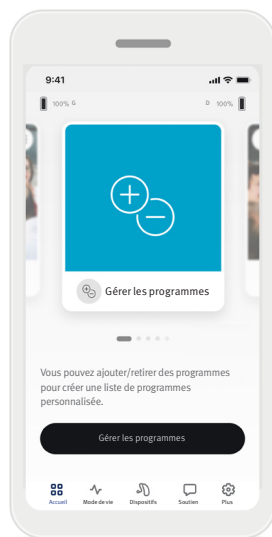 9:41
100% G
D 100%
Gérer les programmes
Vous pouvez ajouter/retirer des programmes
pour créer une liste de programmes
personnalisée.
Gérer les programmes
Accueil Mode de vie Dispositifs Soutien Plus